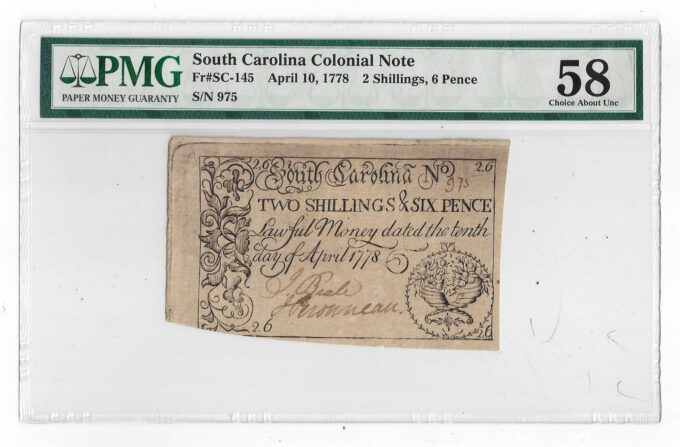 PMG
PAPER MONEY GUARANTY
South Carolina Colonial Note
Fr#SC-145 April 10, 1778 2 Shillings, 6 Pence
S/N 975
58
Choice About Unc
2.6 2.6
South Carolina No 975
TWO SHILLINGS & SIX PENCE
Lawful Money dated the tenth
day of April 1778
J Beale
Peronneau.
2.6 2.6